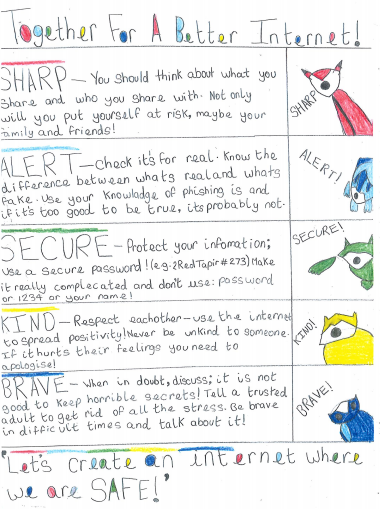 Together For A Better Internet!
SHARP - You should think about what you
share and who you share with. Not only
will you put yourself at risk, maybe your
family and friends!
SHARP
ALERT - Check it's for real. Know the
difference between whats real and whats
fake. Use your knowladge of phishing is and
if it's too good to be true, its probably not.
ALERT!
SECURE - Protect your infomation;
use a secure password! (e.g. 2RedTapir#273) Make
it really complecated and don't use: password
or 1234 or your name!
SECURE!
KIND - Respect eachother - use the internet
to spread positivity! Never be unkind to someone.
If it hurts their feelings you need to
apologise!
KIND!
BRAVE - When in doubt, discuss; it is not
good to keep horrible secrets! Tell a trusted
adult to get rid of all the stress. Be brave
in difficult times and talk about it!
BRAVE!
'Let's create an internet where
we are SAFE!'